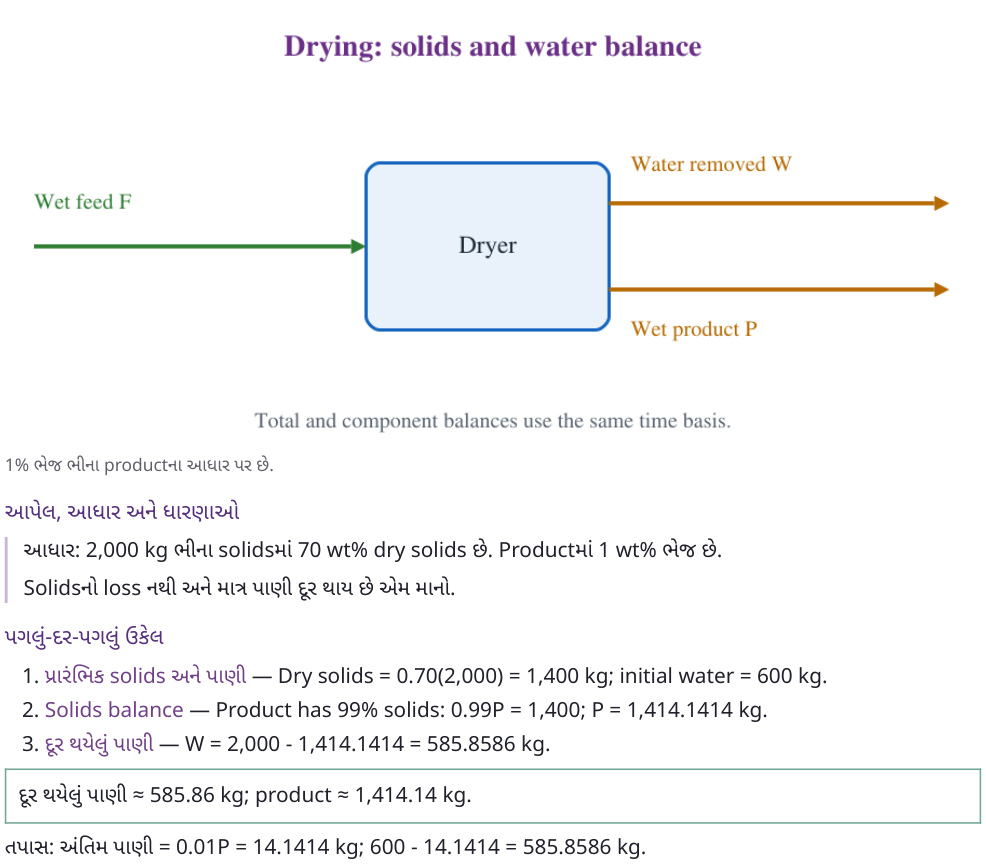 Drying: solids and water balance
Water removed W
Wet feed F
Dryer
Wet product P
Total and component balances use the same time basis.
1% ભેજ ભીના productના આધાર પર છે.
આપેલ, આધાર અને ધારણાઓ
આધાર: 2,000 kg ભીના solidsમાં 70 wt% dry solids છે. Productમાં 1 wt% ભેજ છે.
Solidsનો loss નથી અને માત્ર પાણી દૂર થાય છે એમ માનો.
પગલું-દર-પગલું ઉકેલ
1. પ્રારંભિક solids અને પાણી — Dry solids = 0.70(2,000) = 1,400 kg; initial water = 600 kg.
2. Solids balance — Product has 99% solids: 0.99P = 1,400; P = 1,414.1414 kg.
3. દૂર થયેલું પાણી — W = 2,000 - 1,414.1414 = 585.8586 kg.
દૂર થયેલું પાણી ≈ 585.86 kg; product ≈ 1,414.14 kg.
તપાસ: અંતિમ પાણી = 0.01P = 14.1414 kg; 600 - 14.1414 = 585.8586 kg.